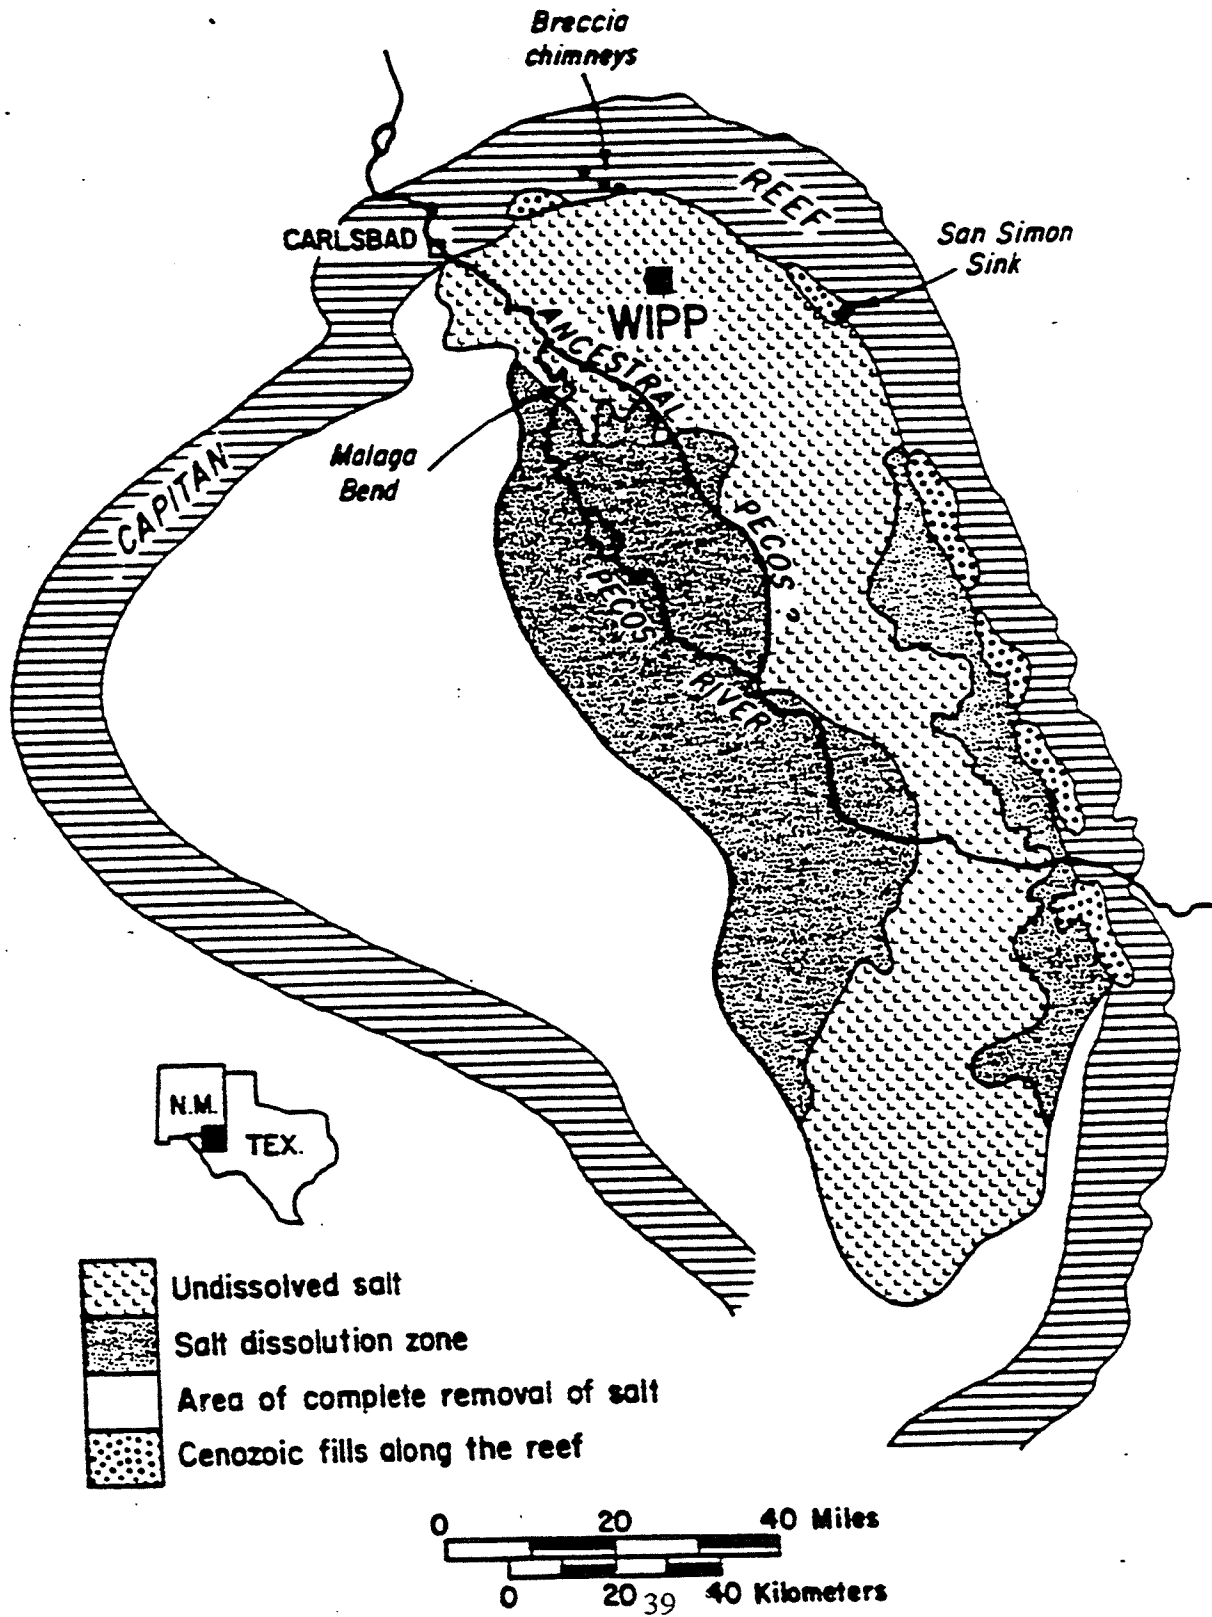 Breccia
chimneys
REEF
CARLSBAD
San Simon
Sink
WIPP
ANCESTRAL
Malaga
Bend
CAPITAN
PECOS ?
PECOS
RIVER
N.M.
TEX.
Undissolved salt
Salt dissolution zone
Area of complete removal of salt
Cenozoic fills along the reef
0 20 40 Miles
0 20 40 Kilometers
39